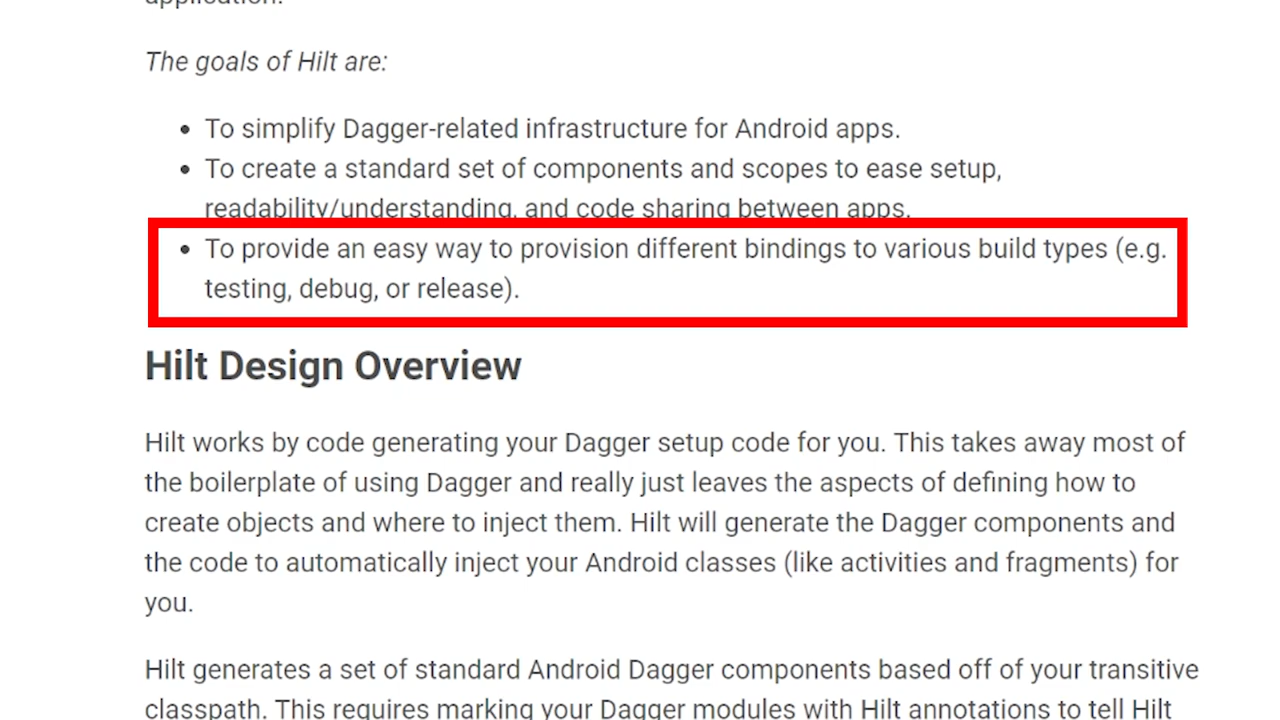 application.
The goals of Hilt are:
• To simplify Dagger-related infrastructure for Android apps.
• To create a standard set of components and scopes to ease setup,
readability/understanding, and code sharing between apps.
• To provide an easy way to provision different bindings to various build types (e.g.
testing, debug, or release).
Hilt Design Overview
Hilt works by code generating your Dagger setup code for you. This takes away most of
the boilerplate of using Dagger and really just leaves the aspects of defining how to
create objects and where to inject them. Hilt will generate the Dagger components and
the code to automatically inject your Android classes (like activities and fragments) for
you.
Hilt generates a set of standard Android Dagger components based off of your transitive
classpath. This requires marking your Dagger modules with Hilt annotations to tell Hilt